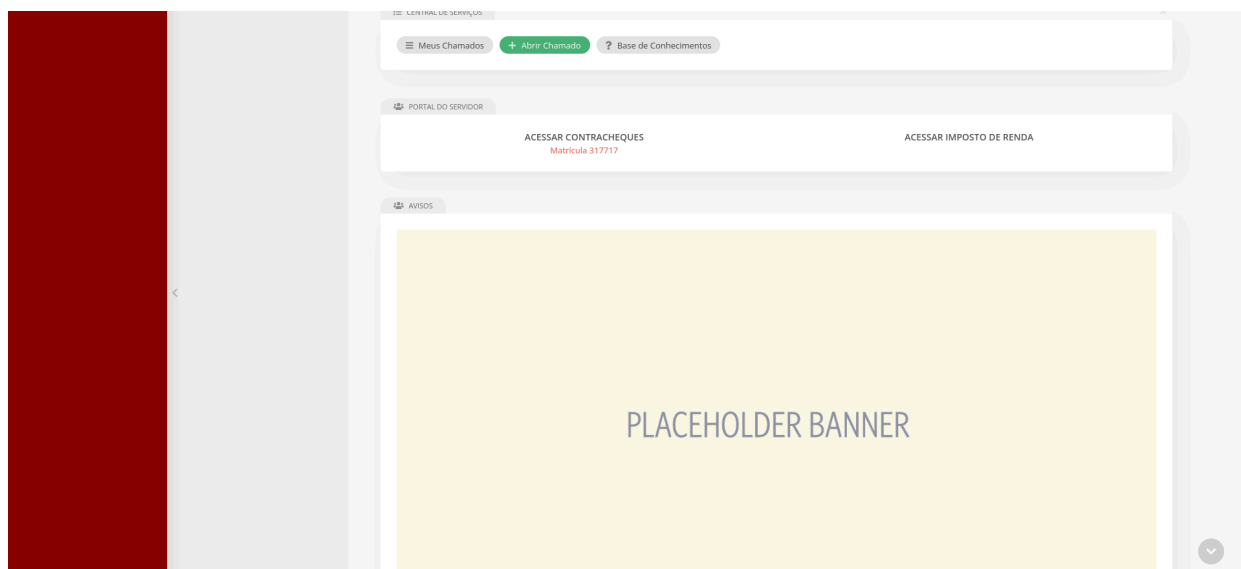 CENTRAL DE SERVIÇOS
Meus Chamados
Abrir Chamado
? Base de Conhecimentos
PORTAL DO SERVIDOR
ACESSAR CONTRACHEQUES
Matrícula 317717
ACESSAR IMPOSTO DE RENDA
AVISOS
PLACEHOLDER BANNER